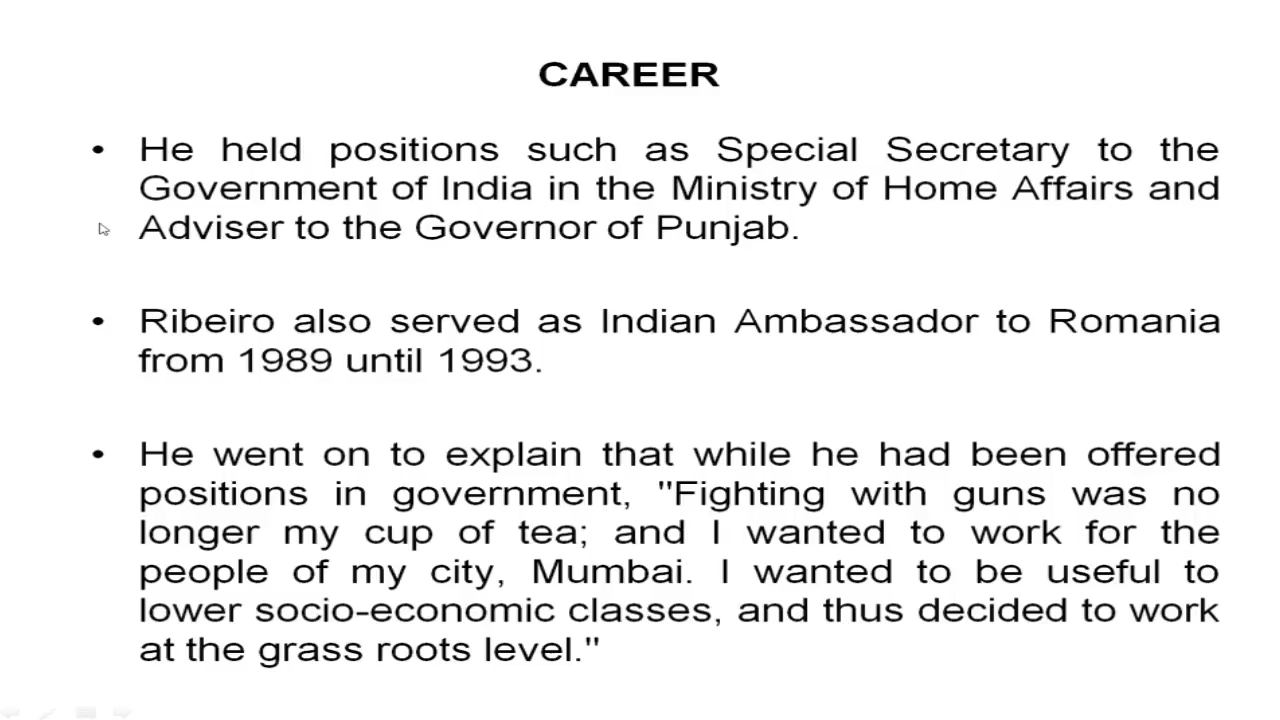 CAREER
• He held positions such as Special Secretary to the
Government of India in the Ministry of Home Affairs and
Adviser to the Governor of Punjab.
• Ribeiro also served as Indian Ambassador to Romania
from 1989 until 1993.
• He went on to explain that while he had been offered
positions in government, "Fighting with guns was no
longer my cup of tea; and I wanted to work for the
people of my city, Mumbai. I wanted to be useful to
lower socio-economic classes, and thus decided to work
at the grass roots level."